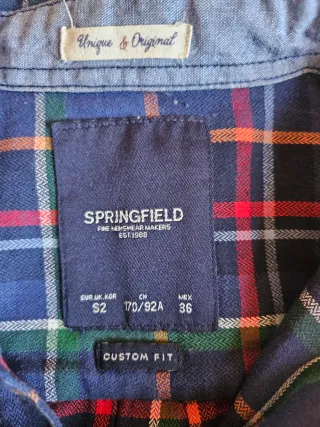 Unique & Original
SPRINGFIELD
FINE MENSWEAR MAKERS
EST.1988
EUR.UK.KOR CN MEX
S2 170/92A 36
CUSTOM FIT